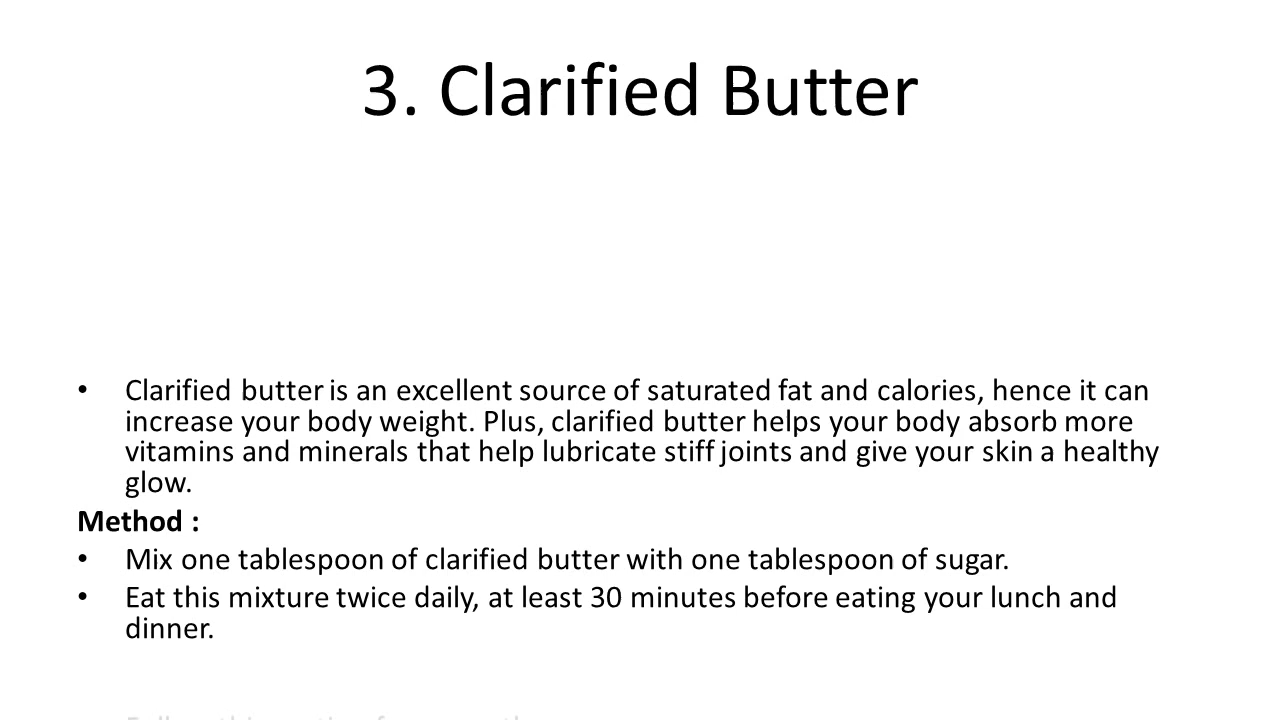 3. Clarified Butter
• Clarified butter is an excellent source of saturated fat and calories, hence it can
increase your body weight. Plus, clarified butter helps your body absorb more
vitamins and minerals that help lubricate stiff joints and give your skin a healthy
glow.
Method :
• Mix one tablespoon of clarified butter with one tablespoon of sugar.
• Eat this mixture twice daily, at least 30 minutes before eating your lunch and
dinner.